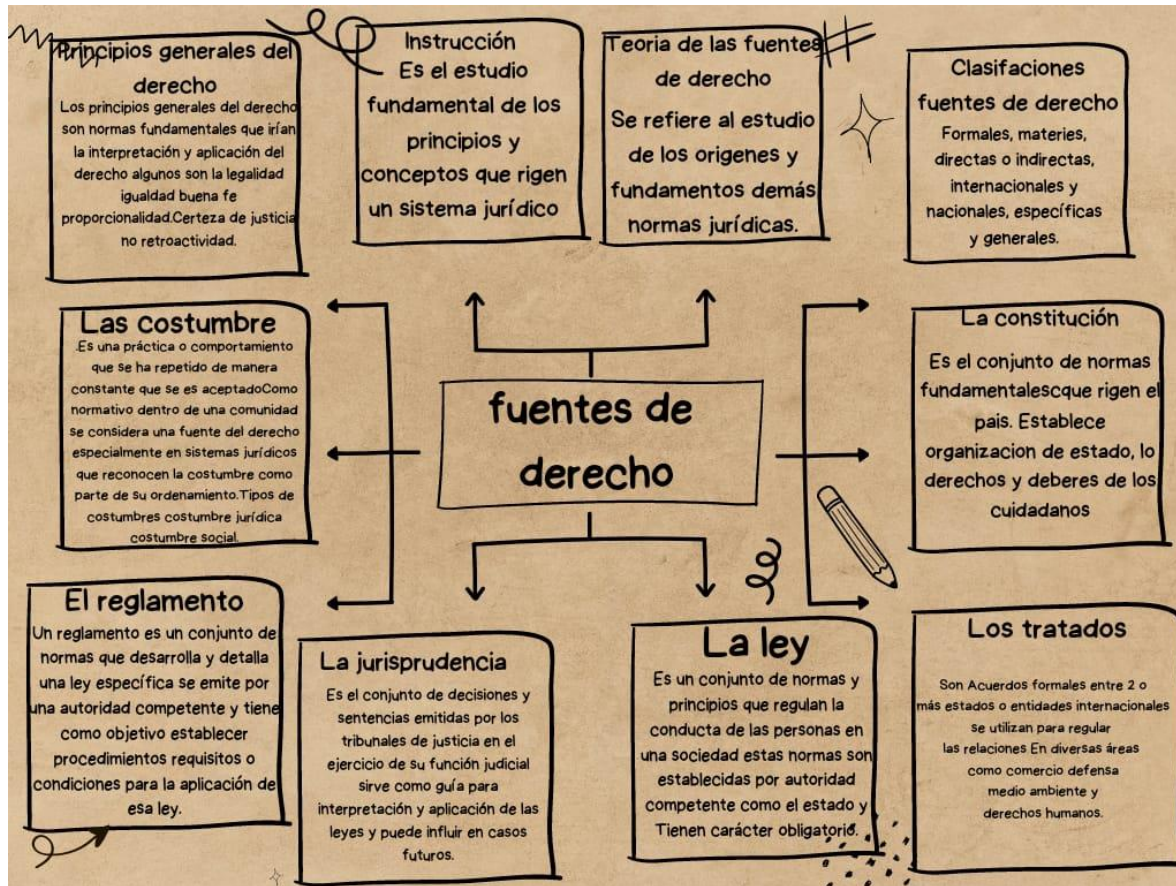 Principios generales del
derecho
Los principios generales del derecho
son normas fundamentales que irían
la interpretación y aplicación del
derecho algunos son la legalidad
igualdad buena fe
proporcionalidad.Certeza de justicia
no retroactividad.
Instrucción
Es el estudio
fundamental de los
principios y
conceptos que rigen
un sistema jurídico
Teoria de las fuentes
de derecho
Se refiere al estudio
de los origenes y
fundamentos demás
normas jurídicas.
Clasifaciones
fuentes de derecho
Formales, materies,
directas o indirectas,
internacionales y
nacionales, específicas
y generales.
Las costumbre
.Es una práctica o comportamiento
que se ha repetido de manera
constante que se es aceptadoComo
normativo dentro de una comunidad
se considera una fuente del derecho
especialmente en sistemas jurídicos
que reconocen la costumbre como
parte de su ordenamiento.Tipos de
costumbres costumbre jurídica
costumbre social.
fuentes de
derecho
La constitución
Es el conjunto de normas
fundamentalescque rigen el
pais. Establece
organizacion de estado, lo
derechos y deberes de los
cuidadanos
El reglamento
Un reglamento es un conjunto de
normas que desarrolla y detalla
una ley específica se emite por
una autoridad competente y tiene
como objetivo establecer
procedimientos requisitos o
condiciones para la aplicación de
esa ley.
La jurisprudencia
Es el conjunto de decisiones y
sentencias emitidas por los
tribunales de justicia en el
ejercicio de su función judicial
sirve como guía para
interpretación y aplicación de las
leyes y puede influir en casos
futuros.
La ley
Es un conjunto de normas y
principios que regulan la
conducta de las personas en
una sociedad estas normas son
establecidas por autoridad
competente como el estado y
Tienen carácter obligatorio.
Los tratados
Son Acuerdos formales entre 2 o
más estados o entidades internacionales
se utilizan para regular
las relaciones En diversas áreas
como comercio defensa
medio ambiente y
derechos humanos.